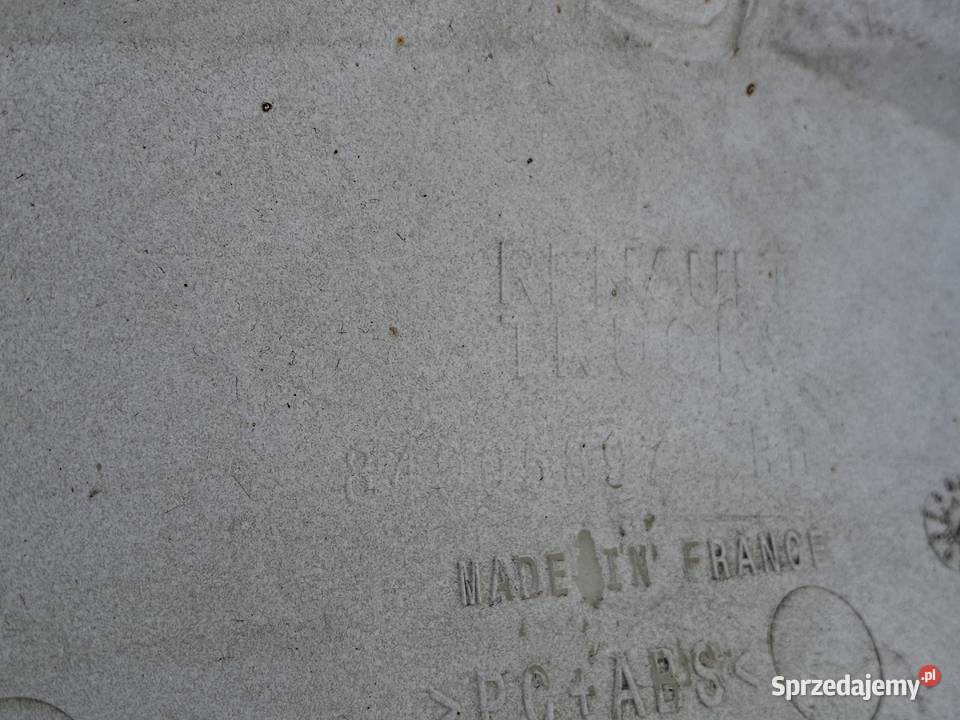 RENAULT
TRUCKS
MADE IN FRANCE
>PC+ABS<
Sprzedajemy.pl